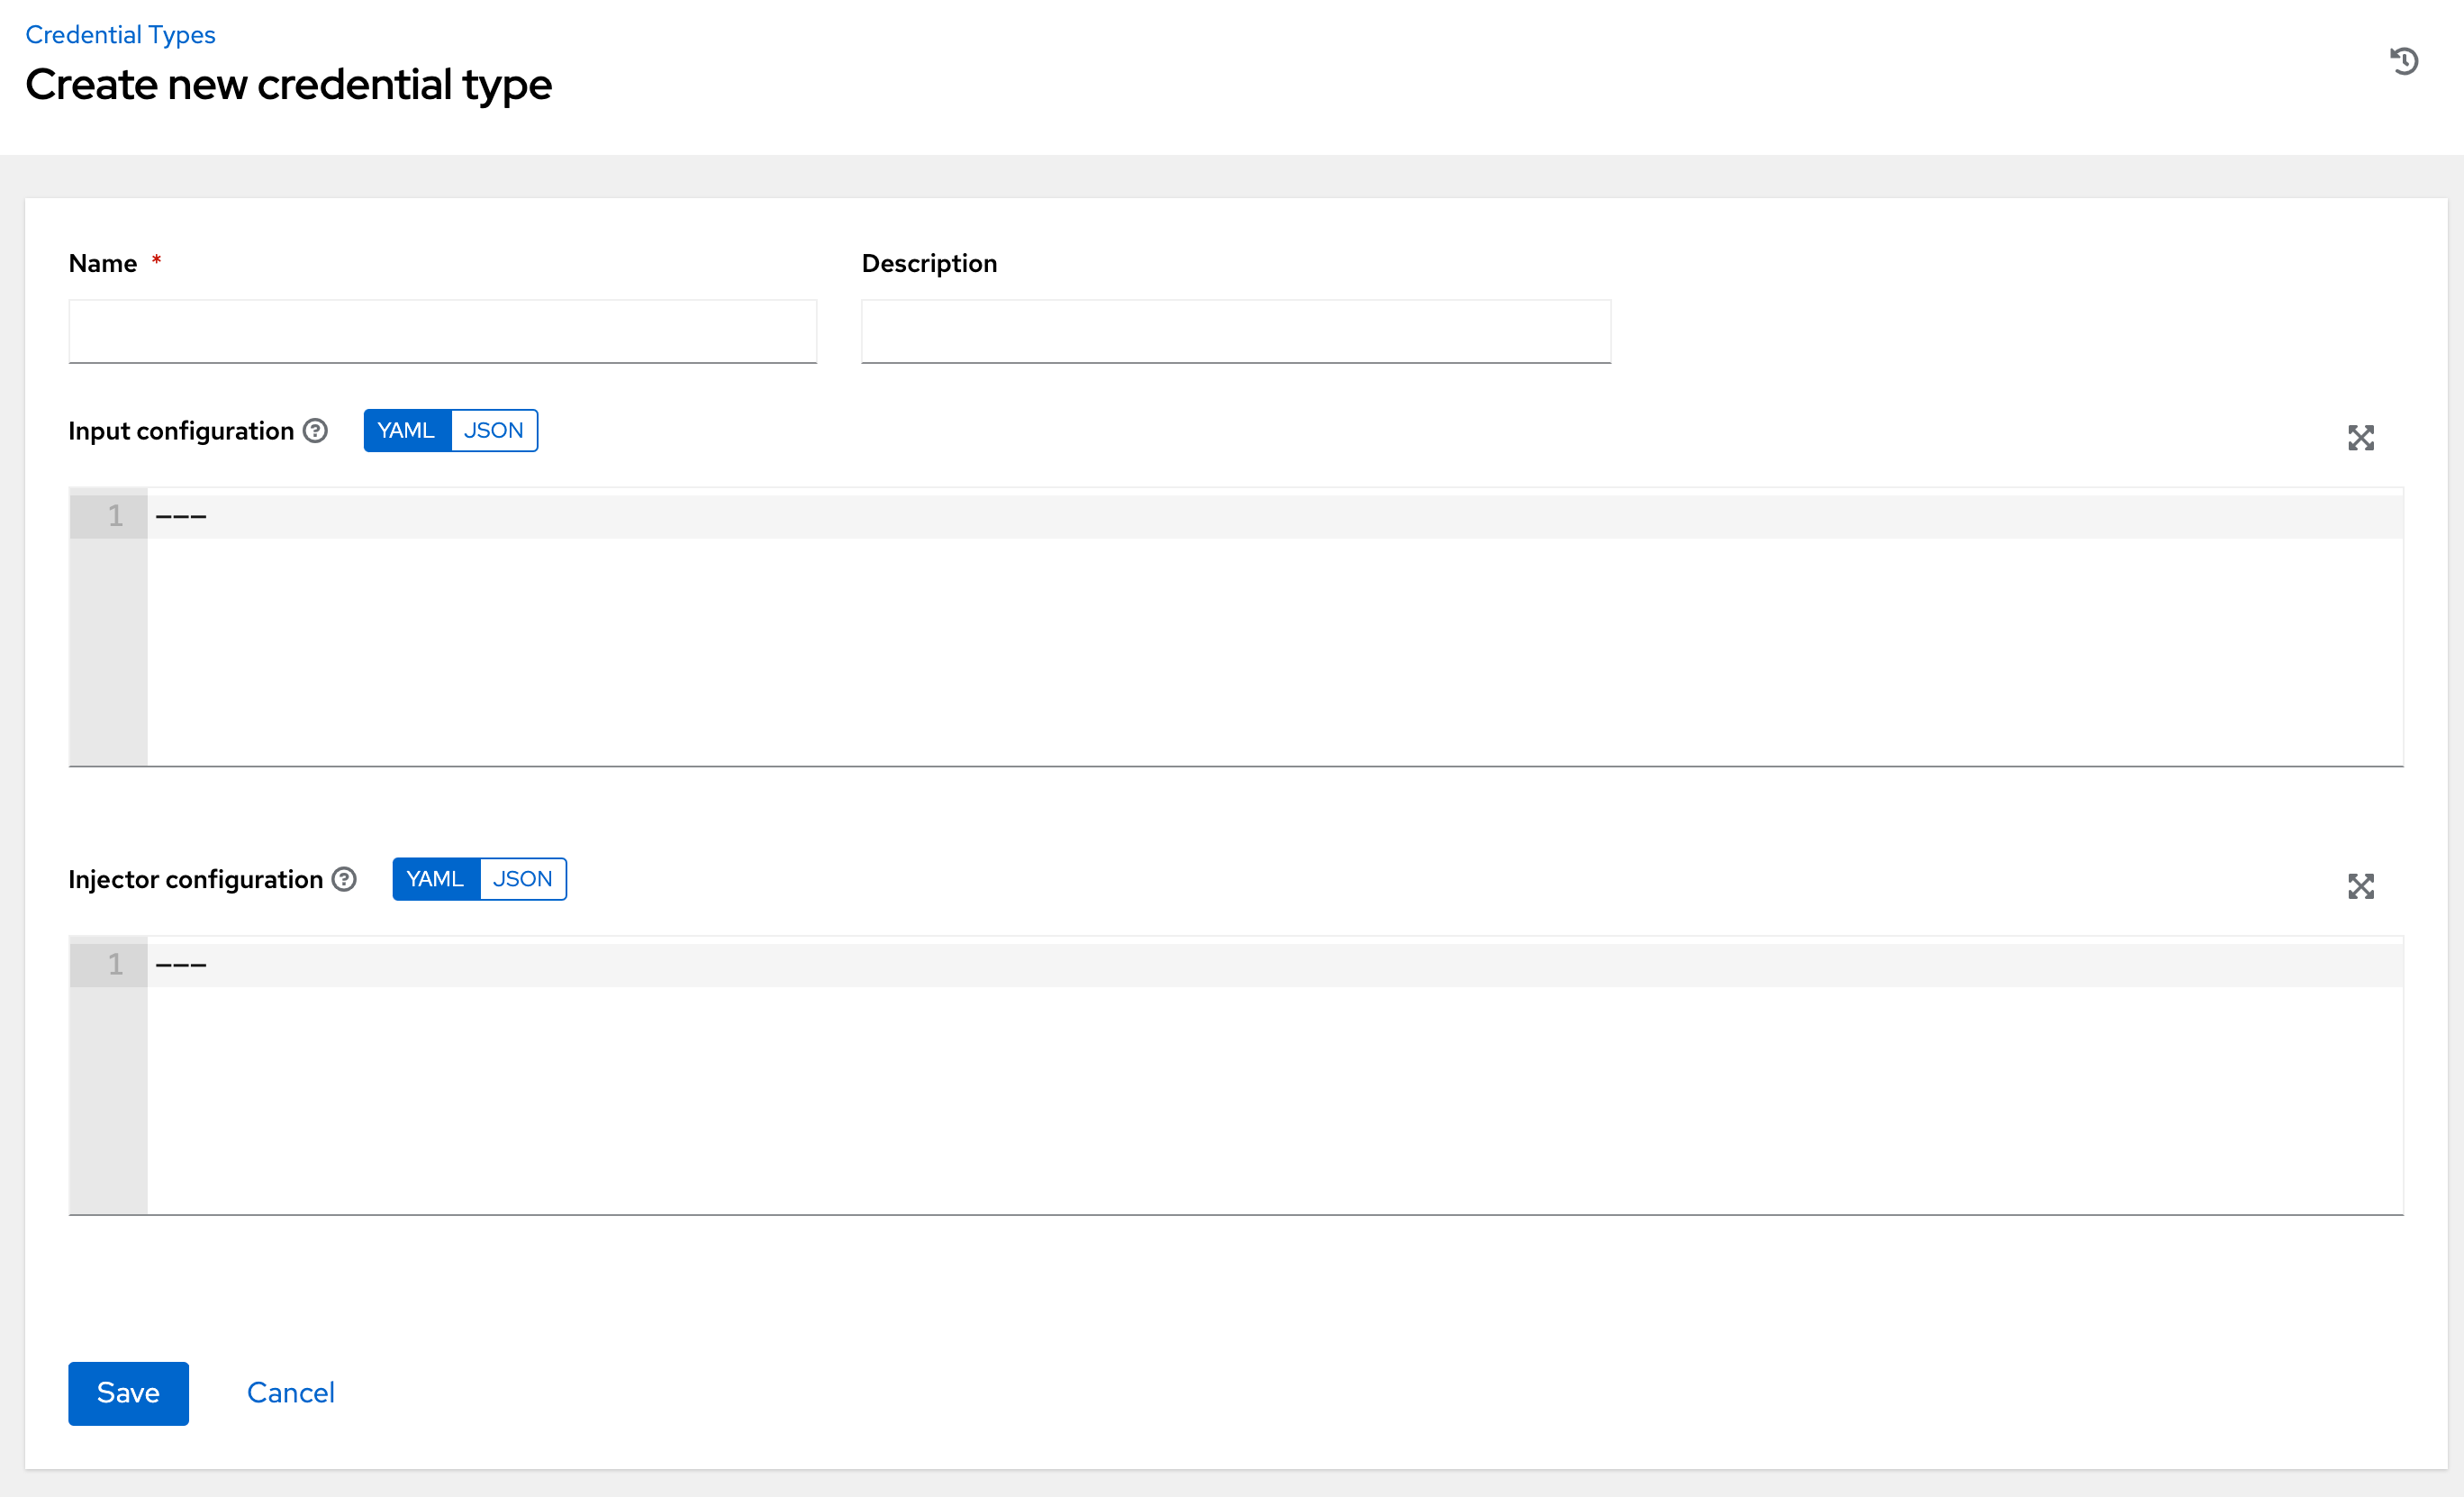 Credential Types
Create new credential type
Name *
Description
Input configuration
YAML JSON
1 ---
Injector configuration
YAML JSON
1 ---
Save
Cancel